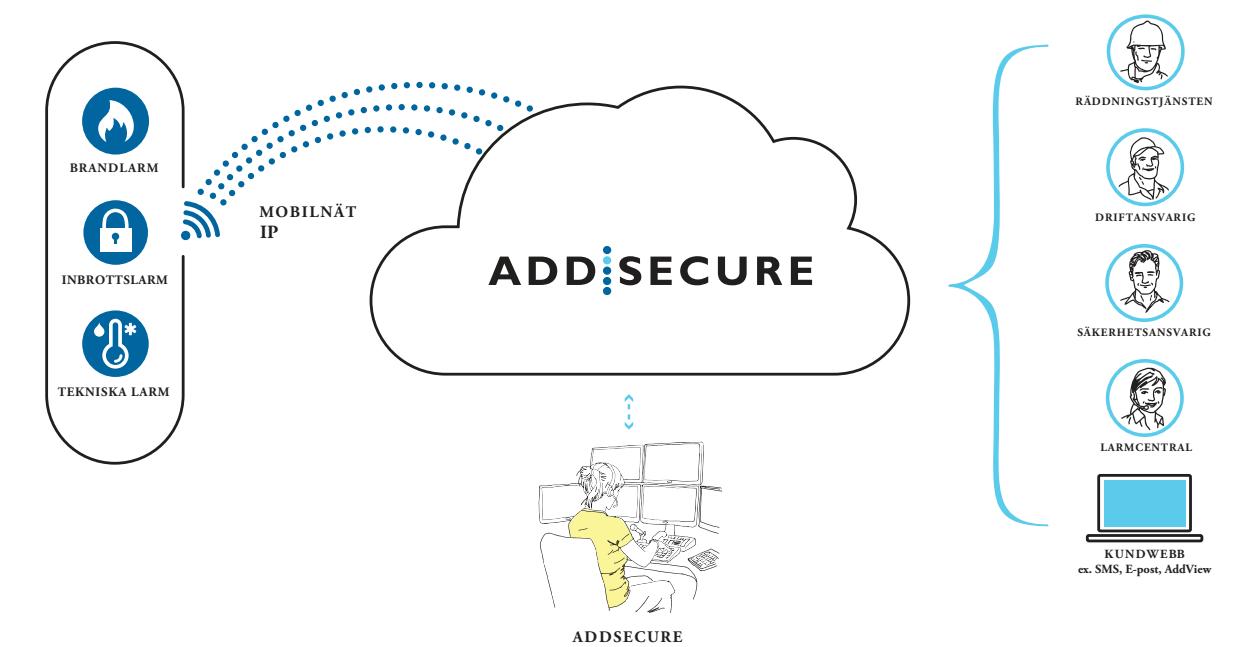 BRANDLARM
INBROTTSLARM
TEKNISKA LARM
MOBILNÄT
IP
ADDSECURE
ADDSECURE
RÄDDNINGSTJÄNSTEN
DRIFTANSVARIG
SÄKERHETSANSVARIG
LARMCENTRAL
KUNDWEBB
ex. SMS, E-post, AddView